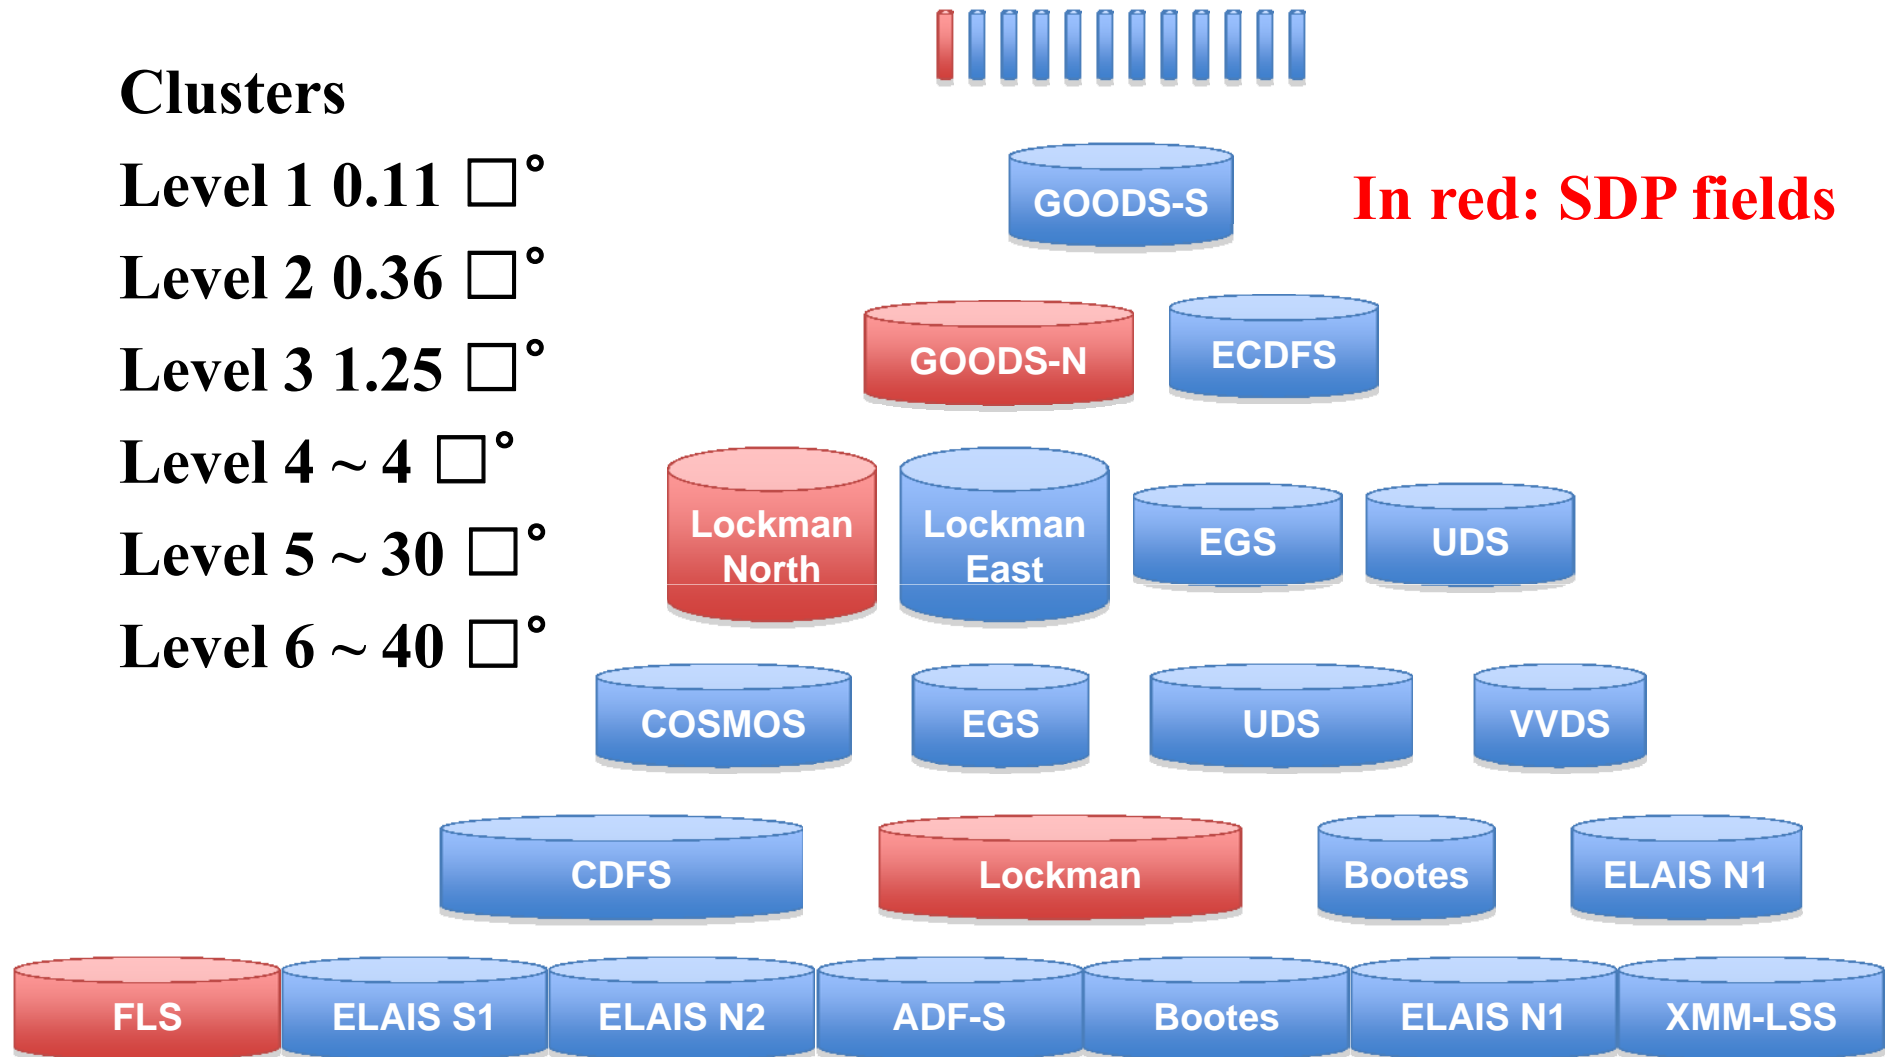 Clusters
Level 1 0.11 □°
Level 2 0.36 □°
Level 3 1.25 □°
Level 4 ~ 4 □°
Level 5 ~ 30 □°
Level 6 ~ 40 □°
In red: SDP fields
GOODS-S
GOODS-N
ECDFS
Lockman
North
Lockman
East
EGS
UDS
COSMOS
EGS
UDS
VVDS
CDFS
Lockman
Bootes
ELAIS N1
FLS
ELAIS S1
ELAIS N2
ADF-S
Bootes
ELAIS N1
XMM-LSS